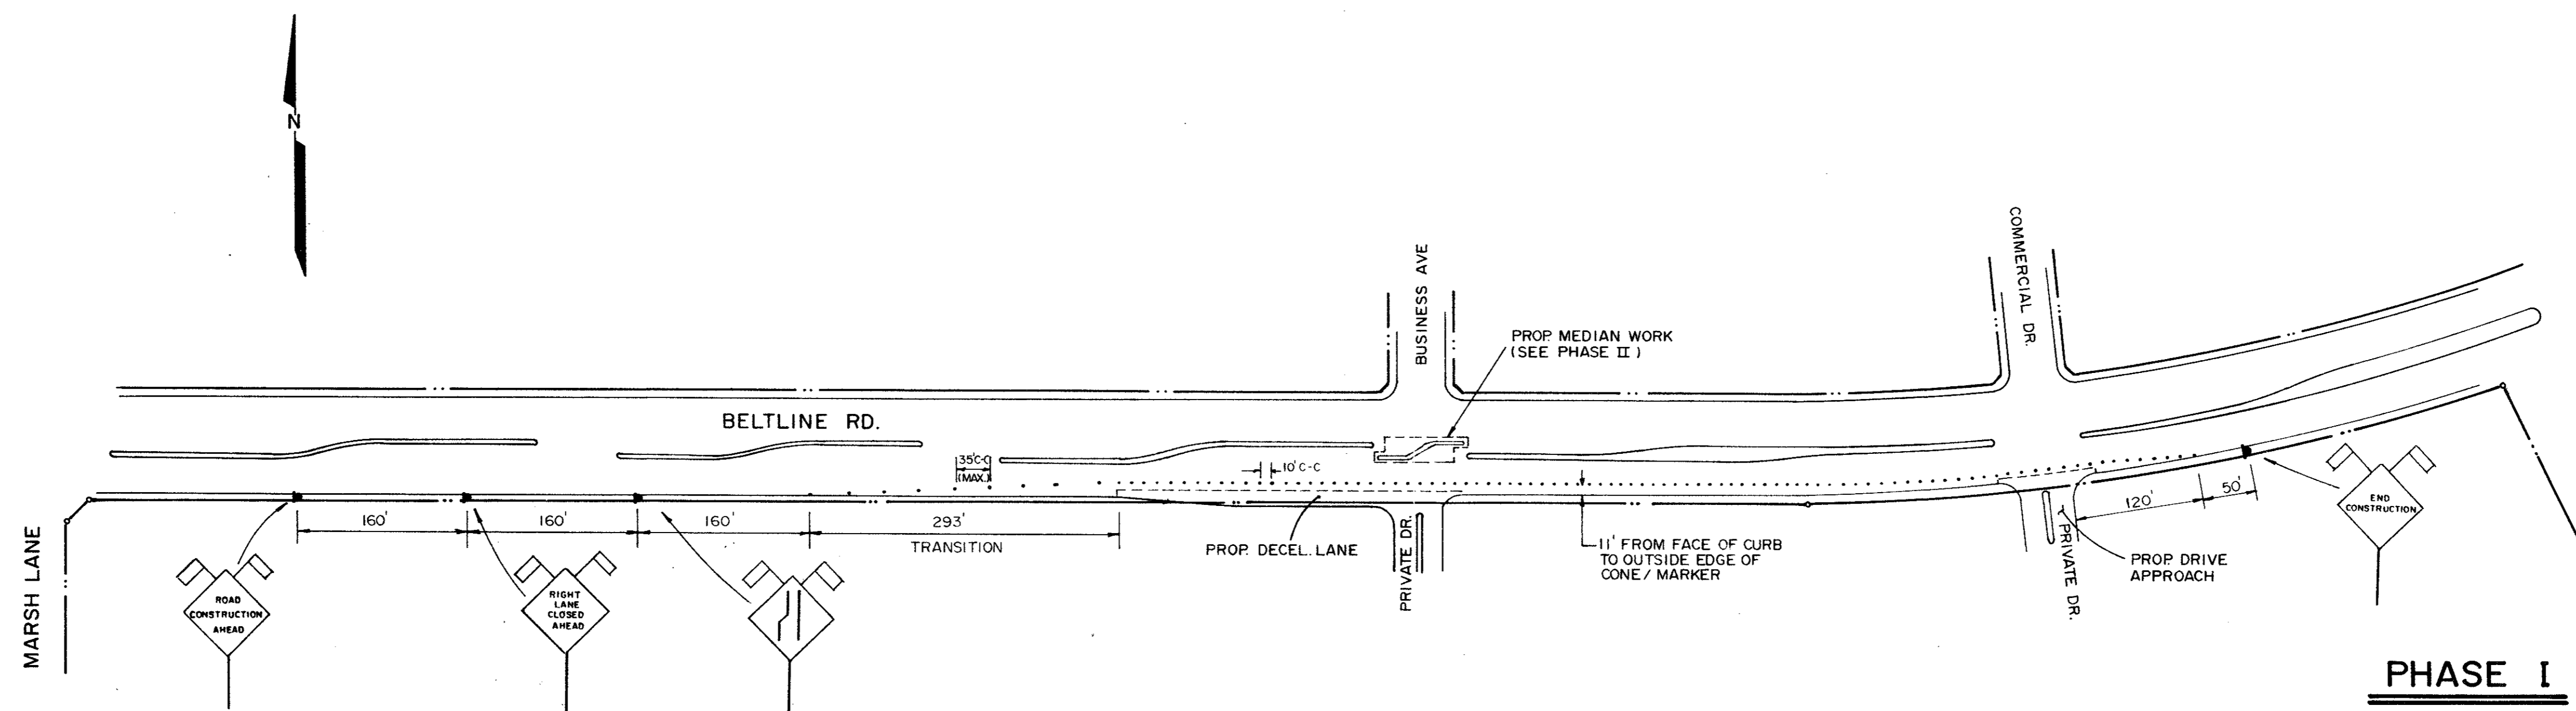 N
COMMERCIAL DR.
BUSINESS AVE
PROP. MEDIAN WORK
(SEE PHASE II)
BELTLINE RD.
35'C-C
(MAX.)
10' C-C
160'
160'
160'
293'
TRANSITION
PROP. DECEL. LANE
PRIVATE DR.
11' FROM FACE OF CURB
TO OUTSIDE EDGE OF
CONE / MARKER
120'
50'
PRIVATE DR.
PROP. DRIVE
APPROACH
END
CONSTRUCTION
MARSH LANE
ROAD
CONSTRUCTION
AHEAD
RIGHT
LANE
CLOSED
AHEAD
PHASE I